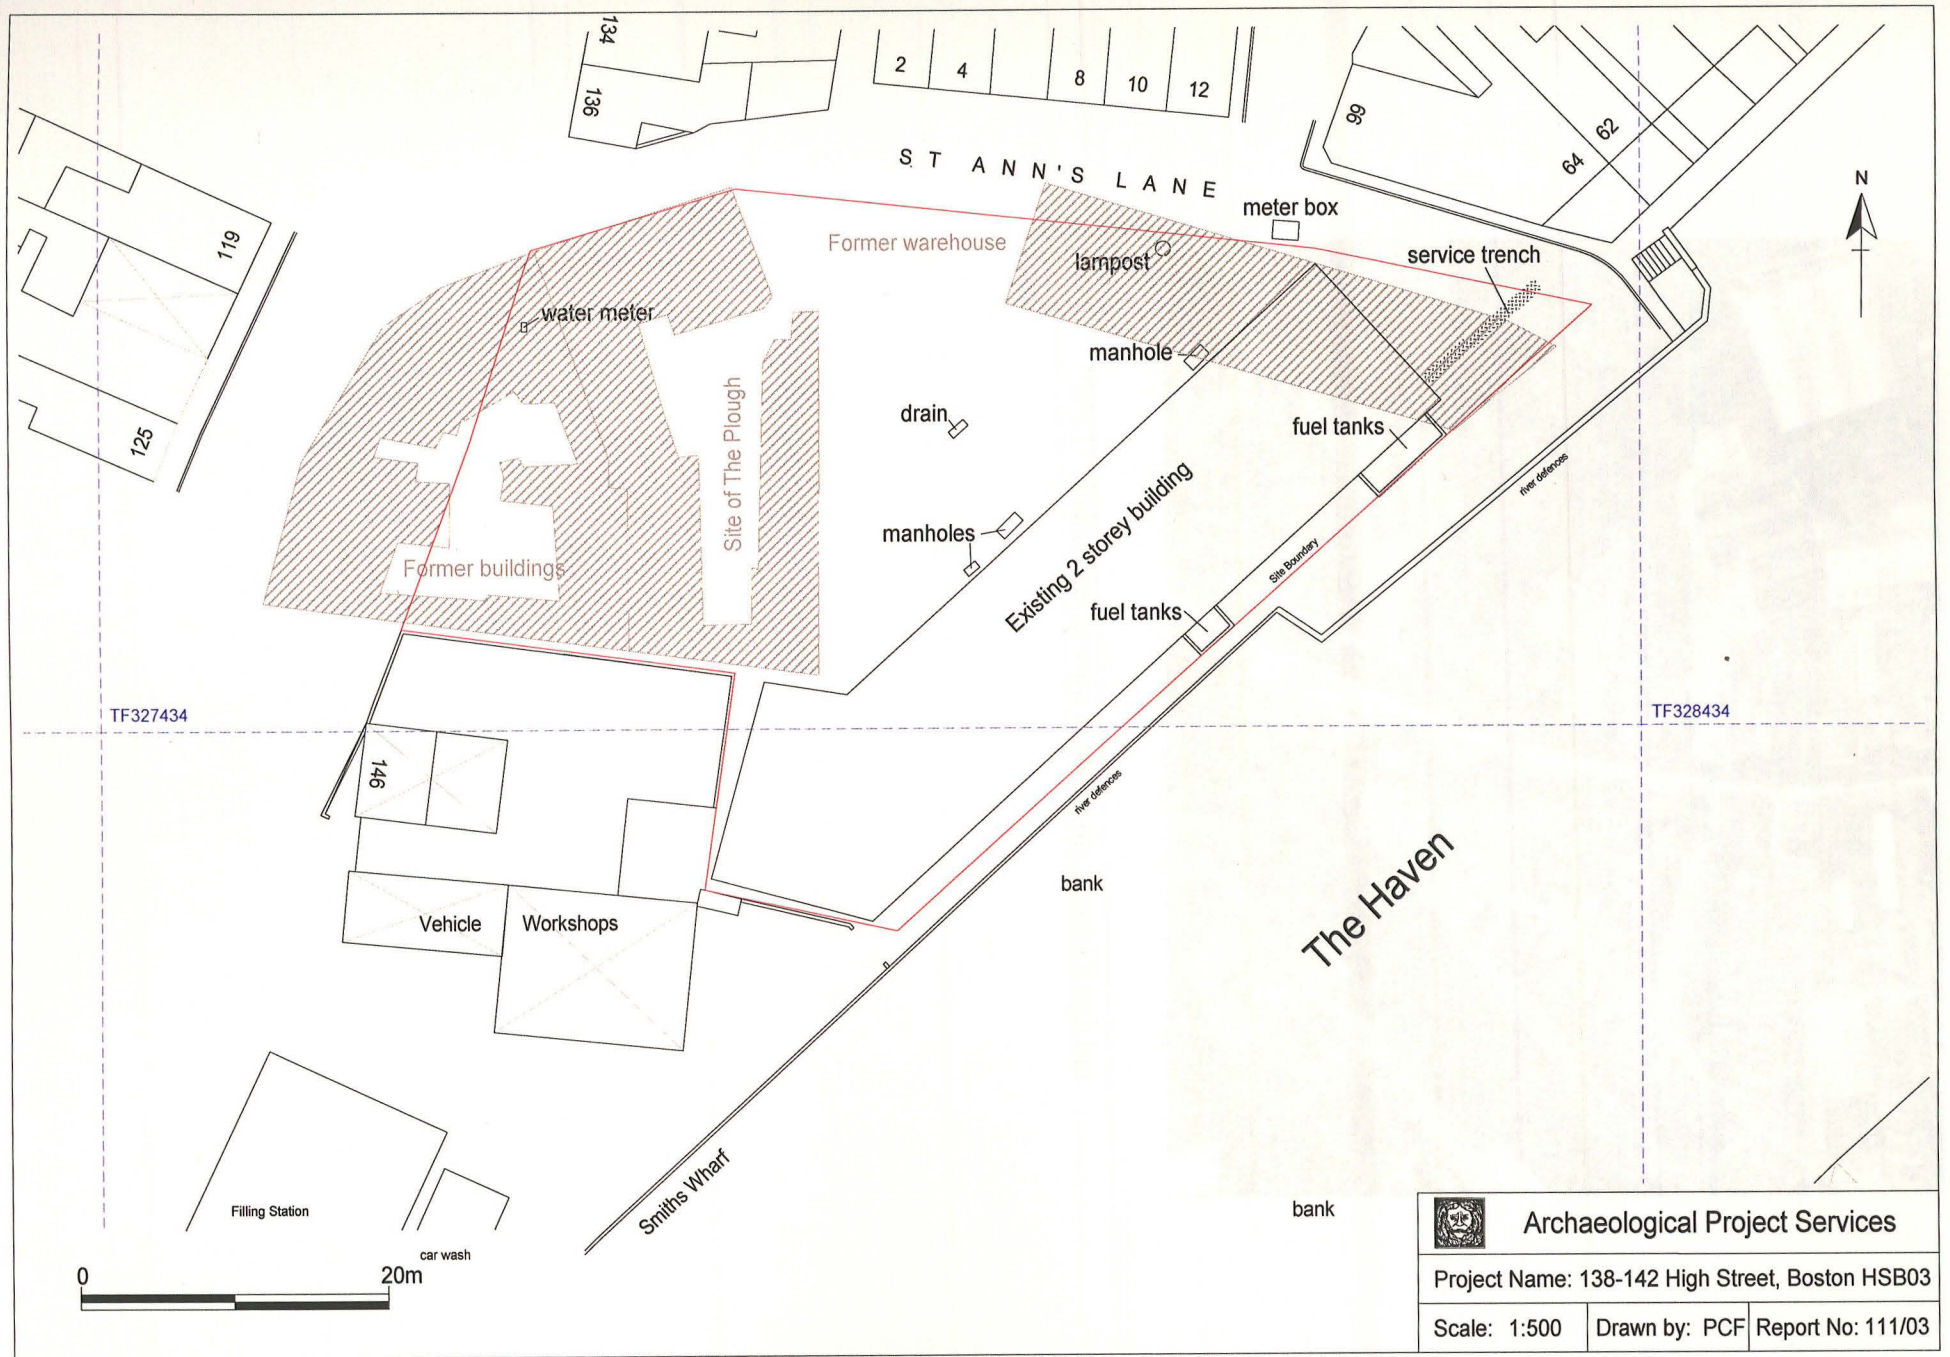 134
136
2
4
8
10
12
99
62
64
ST ANN'S LANE
N
119
125
meter box
Former warehouse
lampost
service trench
water meter
manhole
drain
Site of The Plough
fuel tanks
river defences
manholes
Existing 2 storey building
Former buildings
Site Boundary
fuel tanks
TF327434
TF328434
146
river defences
bank
The Haven
Vehicle Workshops
Smiths Wharf
Filling Station
car wash
bank
0 20m
Archaeological Project Services
Project Name: 138-142 High Street, Boston HSB03
Scale: 1:500 Drawn by: PCF Report No: 111/03